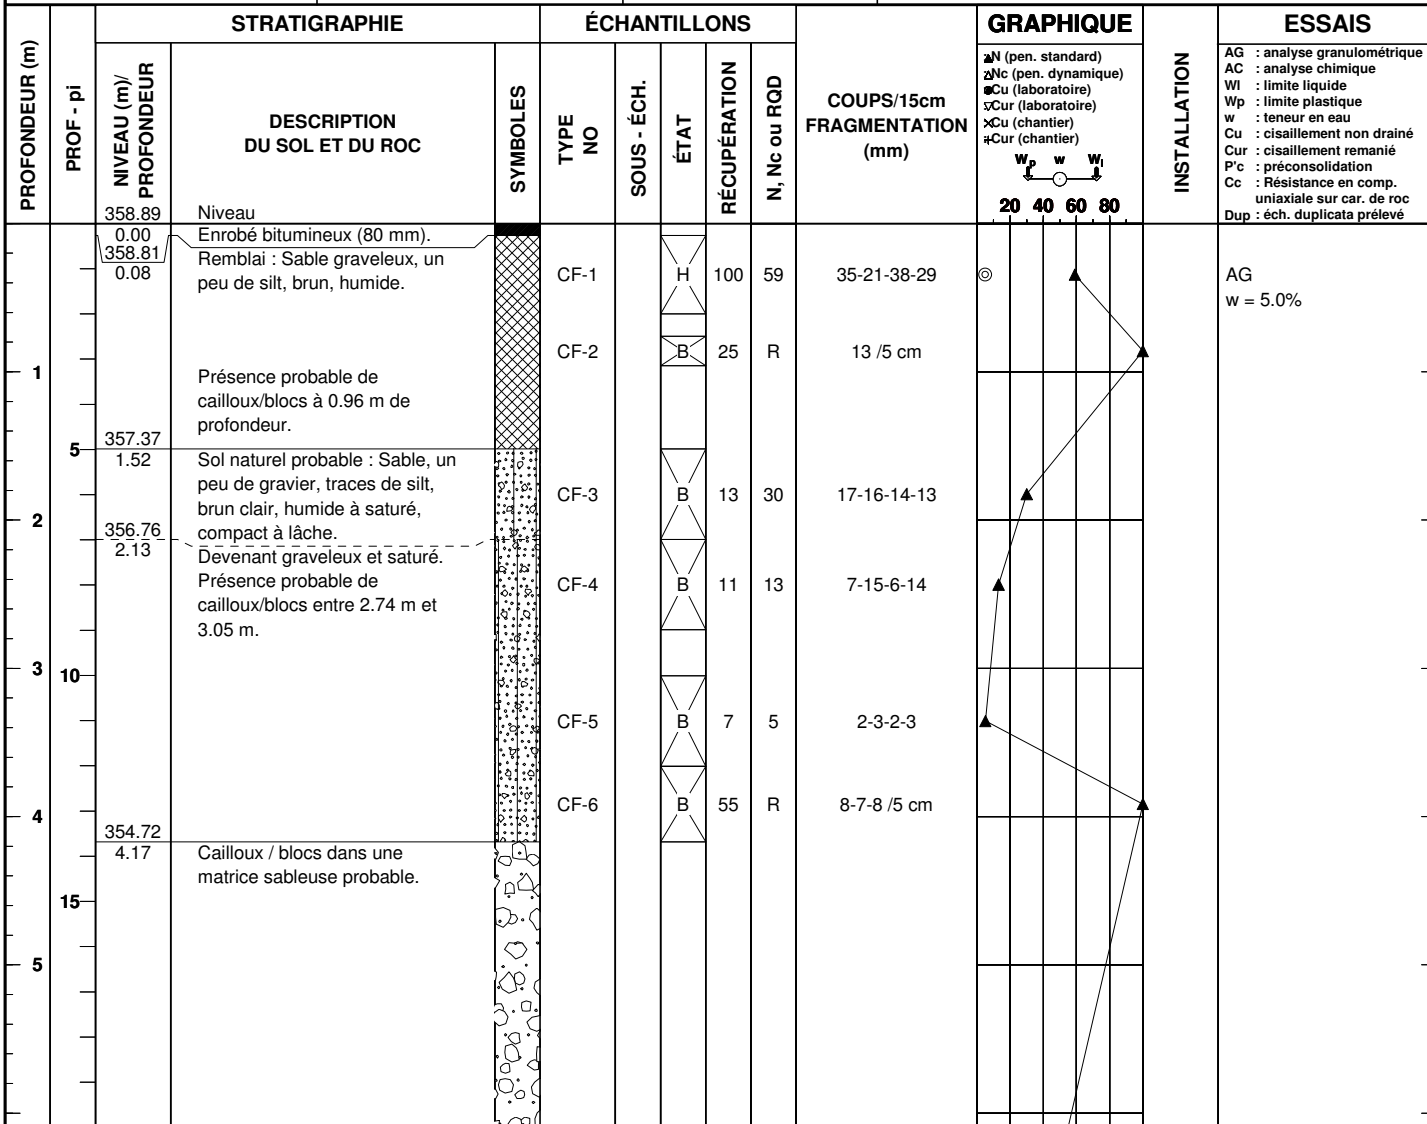 STRATIGRAPHIE
ÉCHANTILLONS
GRAPHIQUE
ESSAIS
PROFONDEUR (m)
PROF - pi
NIVEAU (m)/
PROFONDEUR
DESCRIPTION
DU SOL ET DU ROC
SYMBOLES
TYPE
NO
SOUS - ÉCH.
ÉTAT
RÉCUPÉRATION
N, Nc ou RQD
COUPS/15cm
FRAGMENTATION
(mm)
N (pen. standard)
Nc (pen. dynamique)
Cu (laboratoire)
Cur (laboratoire)
Cu (chantier)
Cur (chantier)
Wp w Wl
20 40 60 80
INSTALLATION
AG : analyse granulométrique
AC : analyse chimique
Wl : limite liquide
Wp : limite plastique
w : teneur en eau
Cu : cisaillement non drainé
Cur : cisaillement remanié
P'c : préconsolidation
Cc : Résistance en comp.
uniaxiale sur car. de roc
Dup : éch. duplicata prélevé
358.89 Niveau
0.00 Enrobé bitumineux (80 mm).
358.81 Remblai : Sable graveleux, un
0.08 peu de silt, brun, humide.
CF-1 H 100 59 35-21-38-29 AG
w = 5.0%
CF-2 B 25 R 13 /5 cm
1
Présence probable de
cailloux/blocs à 0.96 m de
profondeur.
357.37
5
1.52 Sol naturel probable : Sable, un
peu de gravier, traces de silt,
brun clair, humide à saturé,
compact à lâche.
CF-3 B 13 30 17-16-14-13
2
356.76
2.13 Devenant graveleux et saturé.
Présence probable de
cailloux/blocs entre 2.74 m et
3.05 m.
CF-4 B 11 13 7-15-6-14
3
10
CF-5 B 7 5 2-3-2-3
CF-6 B 55 R 8-7-8 /5 cm
4
354.72
4.17 Cailloux / blocs dans une
matrice sableuse probable.
15
5